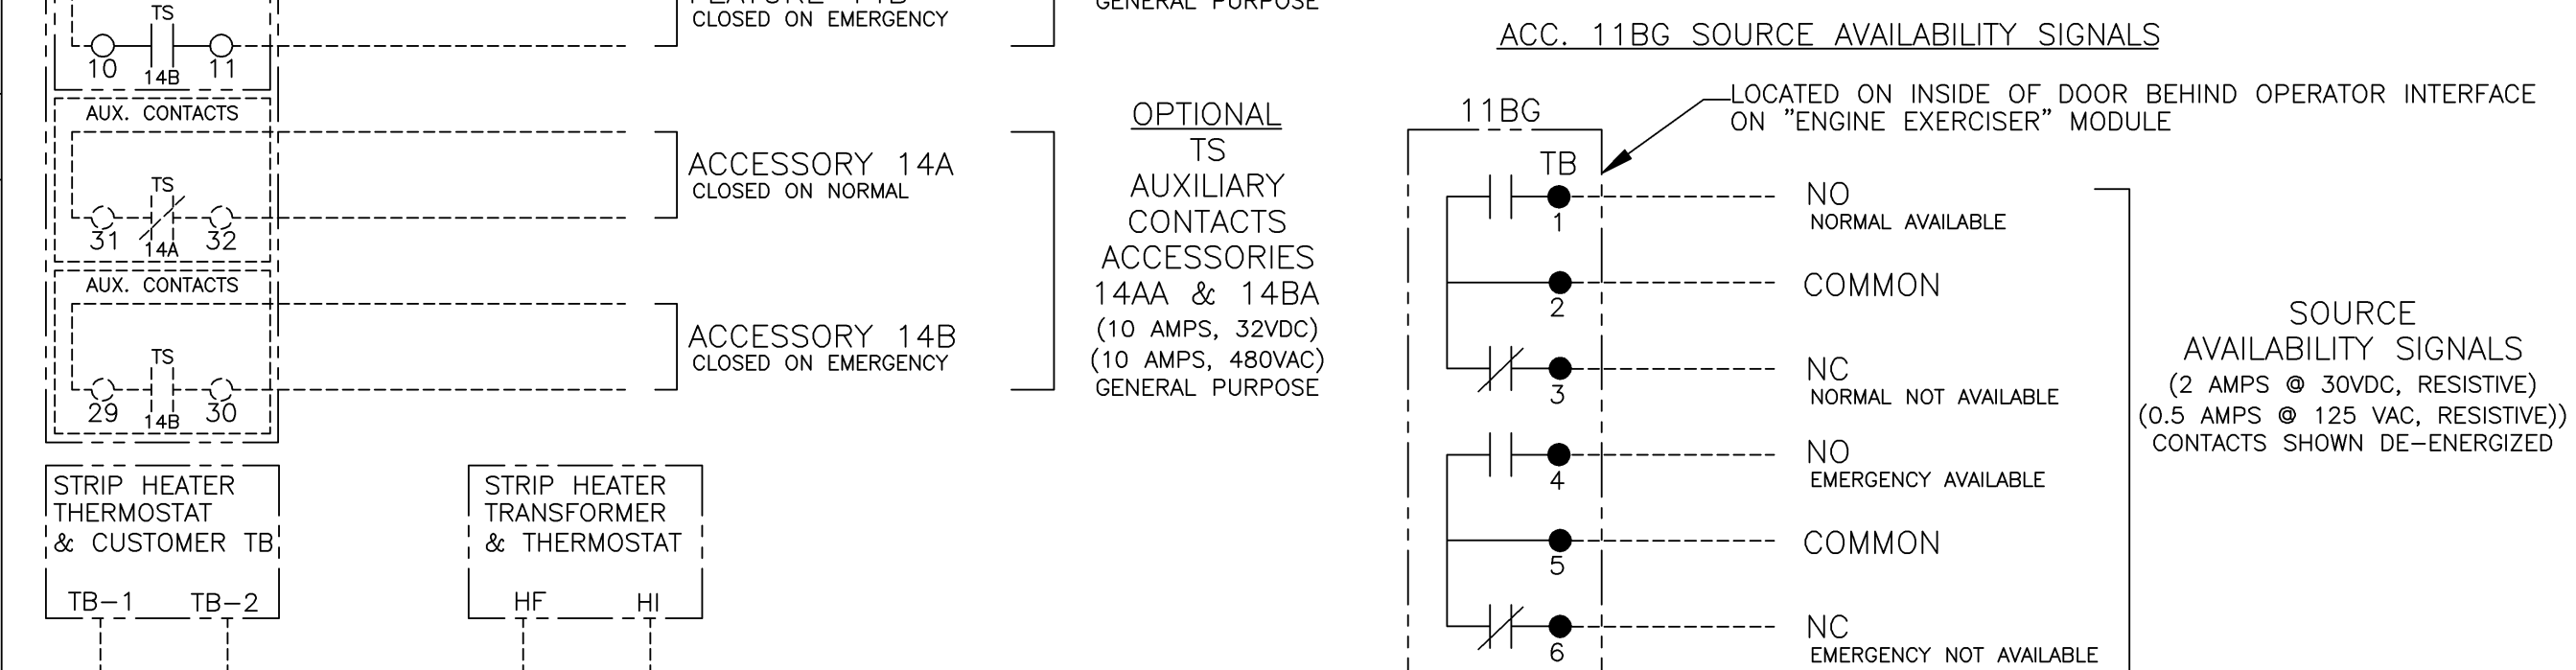 CLOSED ON EMERGENCY
GENERAL PURPOSE
TS
10 11
14B
AUX. CONTACTS
TS
31 32
14A
ACCESSORY 14A
CLOSED ON NORMAL
AUX. CONTACTS
TS
29 30
14B
ACCESSORY 14B
CLOSED ON EMERGENCY
OPTIONAL
TS
AUXILIARY
CONTACTS
ACCESSORIES
14AA & 14BA
(10 AMPS, 32VDC)
(10 AMPS, 480VAC)
GENERAL PURPOSE
STRIP HEATER
THERMOSTAT
& CUSTOMER TB
TB-1 TB-2
STRIP HEATER
TRANSFORMER
& THERMOSTAT
HF HI
ACC. 11BG SOURCE AVAILABILITY SIGNALS
LOCATED ON INSIDE OF DOOR BEHIND OPERATOR INTERFACE
ON "ENGINE EXERCISER" MODULE
11BG
TB
1
NO
NORMAL AVAILABLE
2
COMMON
3
NC
NORMAL NOT AVAILABLE
4
NO
EMERGENCY AVAILABLE
5
COMMON
6
NC
EMERGENCY NOT AVAILABLE
SOURCE
AVAILABILITY SIGNALS
(2 AMPS @ 30VDC, RESISTIVE)
(0.5 AMPS @ 125 VAC, RESISTIVE))
CONTACTS SHOWN DE-ENERGIZED